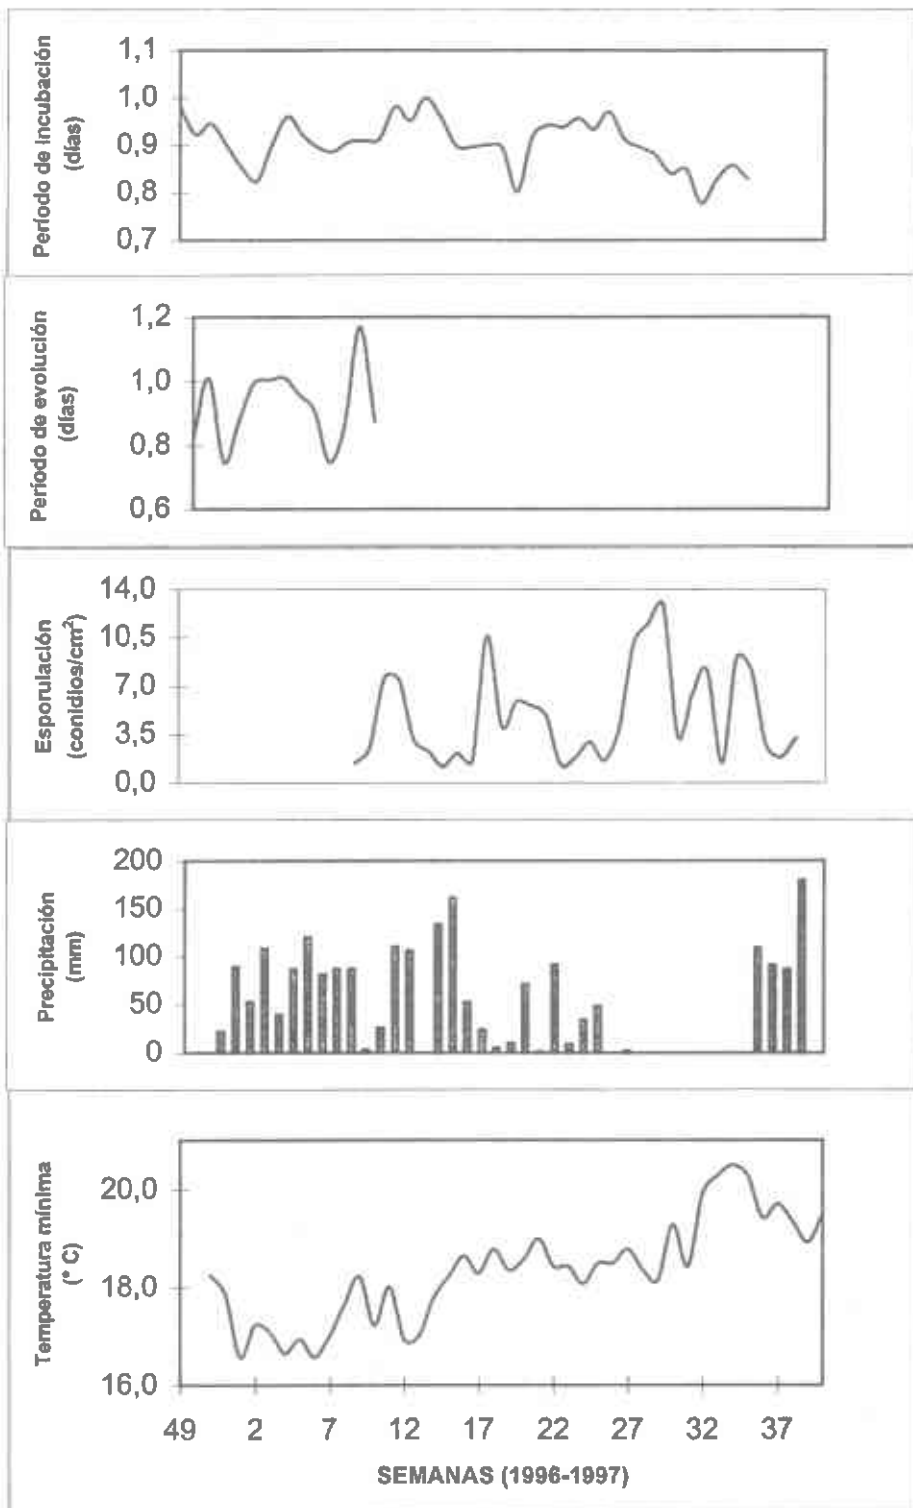 Período de incubación
(días)
1,1
1,0
0,9
0,8
0,7
Período de evolución
(días)
1,2
1,0
0,8
0,6
Esporulación
(conidios/cm²)
14,0
10,5
7,0
3,5
0,0
Precipitación
(mm)
200
150
100
50
0
Temperatura mínima
(° C)
20,0
18,0
16,0
49 2 7 12 17 22 27 32 37
SEMANAS (1996-1997)